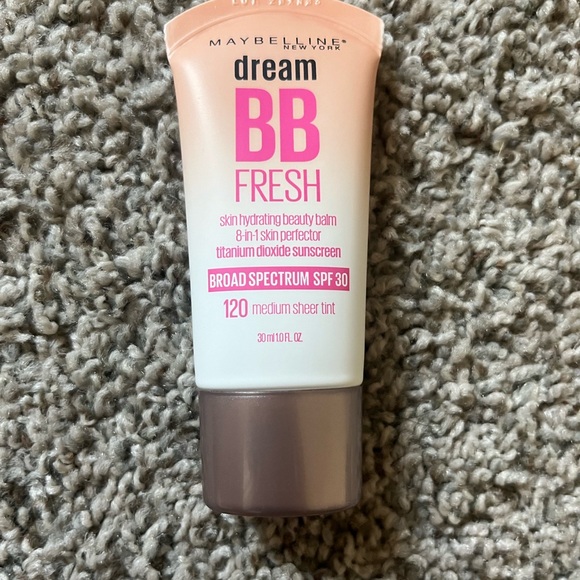 MAYBELLINE®
NEW YORK
dream
BB
FRESH
skin hydrating beauty balm
8-in-1 skin perfector
titanium dioxide sunscreen
BROAD SPECTRUM SPF 30
120 medium sheer tint
30 ml 1.0 FL. OZ.